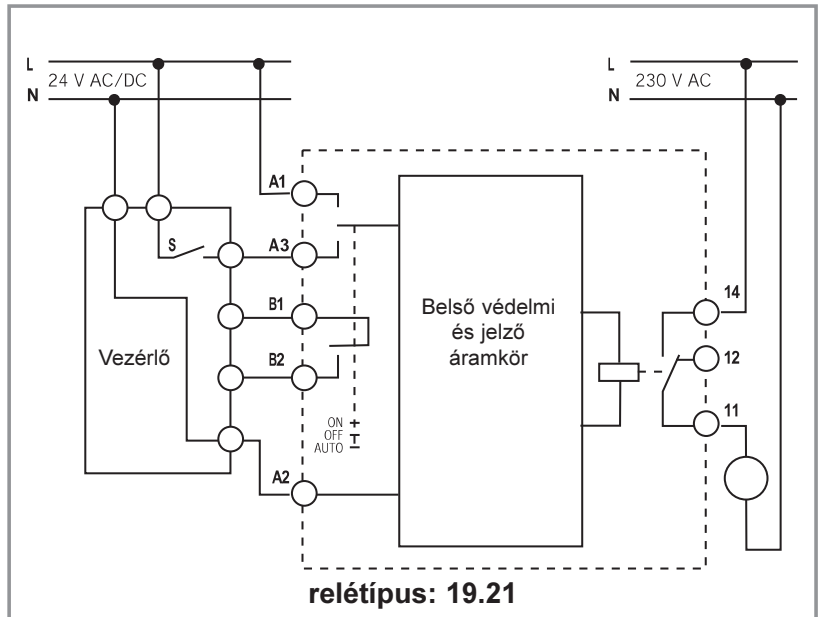 L
24 V AC/DC
N
L
230 V AC
N
A1
S
A3
B1
B2
Vezérlő
ON
OFF
AUTO
A2
Belső védelmi
és jelző
áramkör
14
12
11
relétípus: 19.21